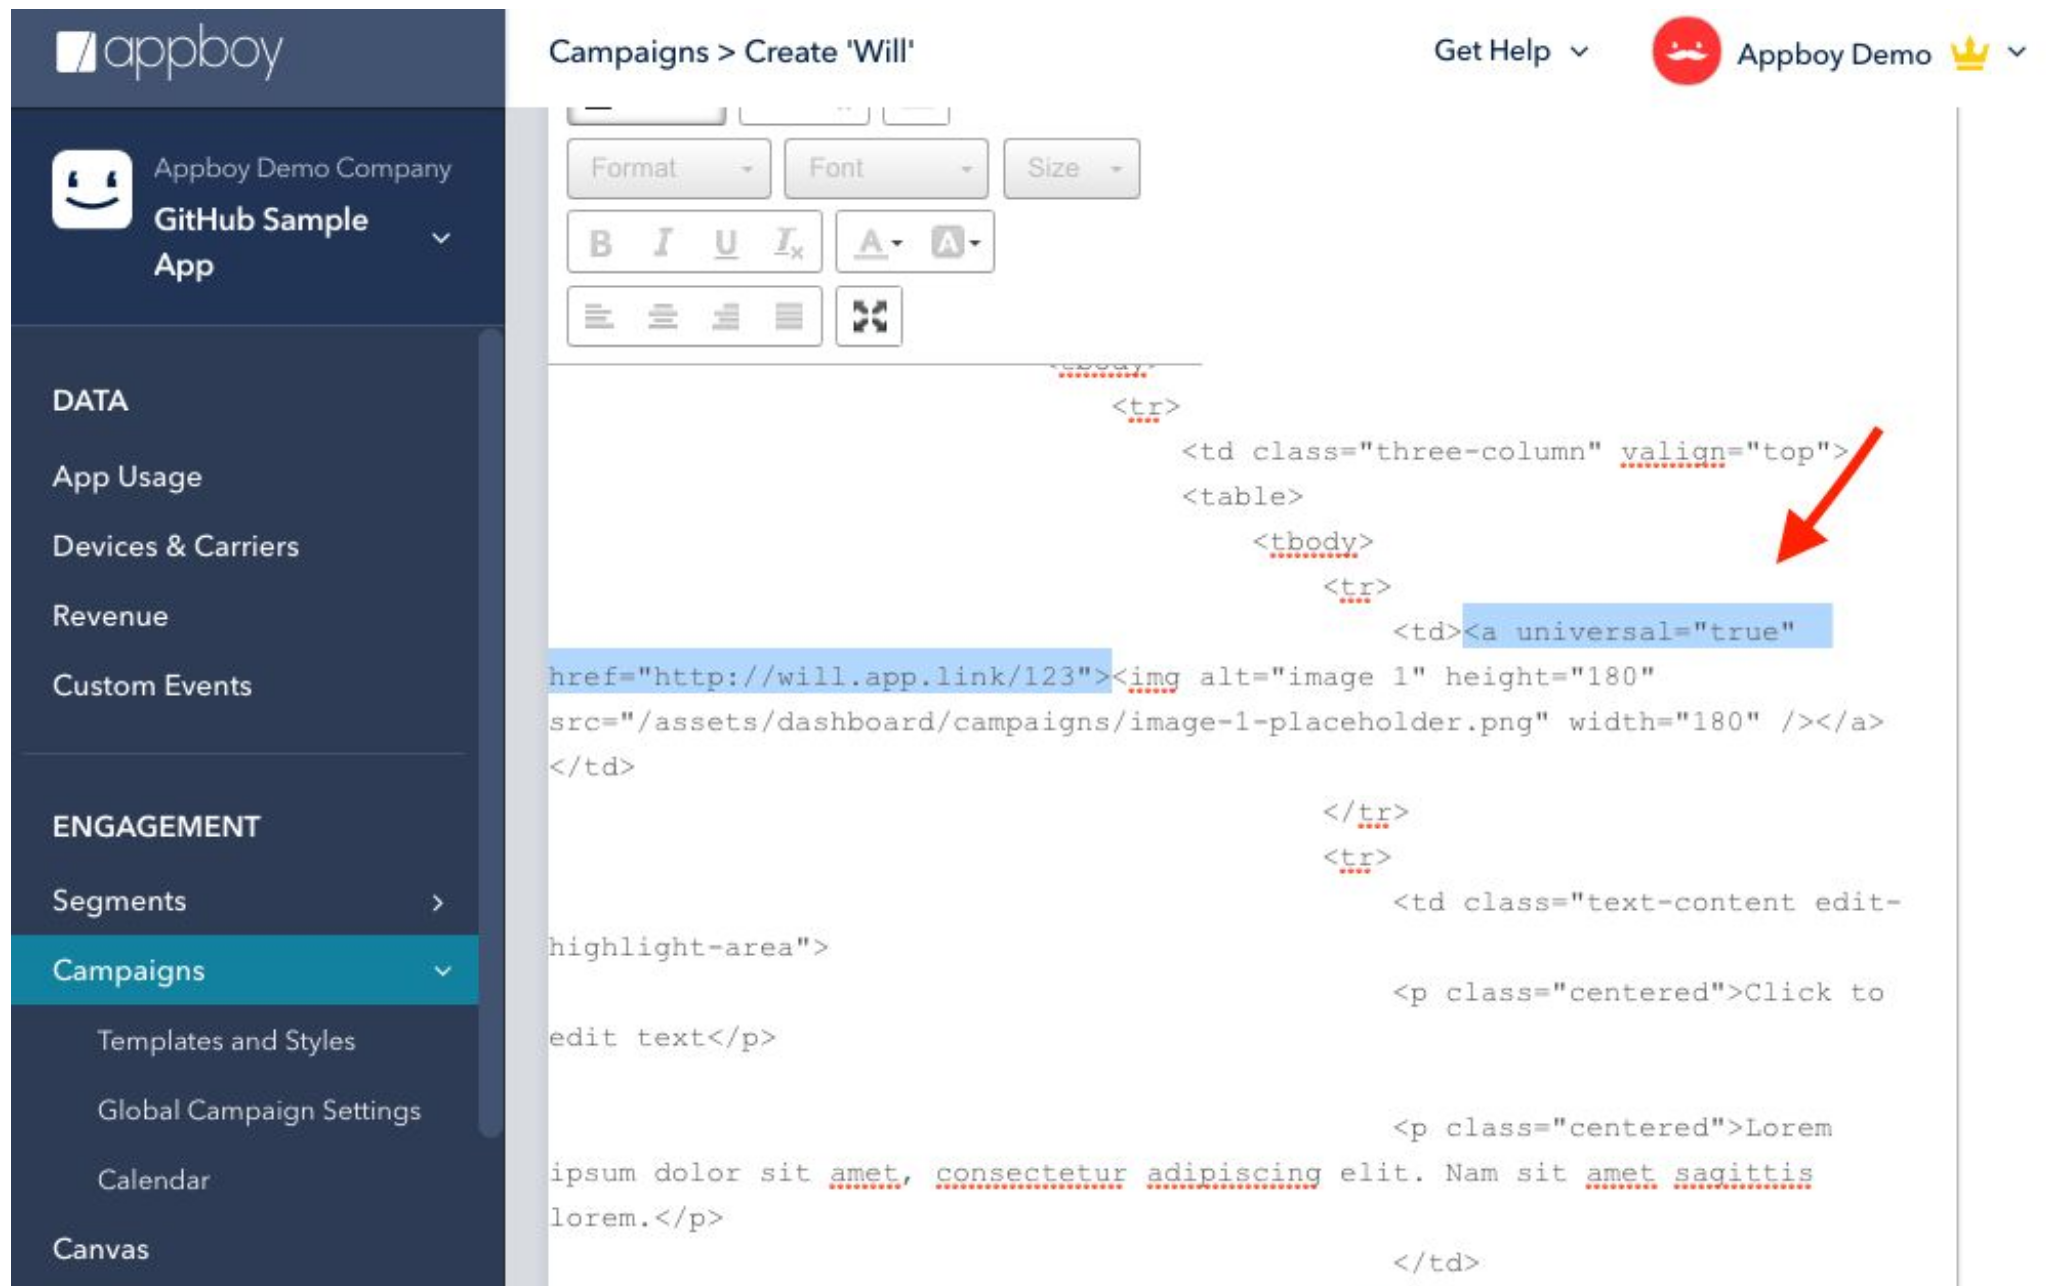 appboy
Campaigns > Create 'Will'
Get Help
Appboy Demo
Appboy Demo Company
GitHub Sample
App
DATA
App Usage
Devices & Carriers
Revenue
Custom Events
ENGAGEMENT
Segments
Campaigns
Templates and Styles
Global Campaign Settings
Calendar
Canvas
Format
Font
Size
B I U Ix A A
<tbody>
<tr>
<td class="three-column" valign="top">
<table>
<tbody>
<tr>
<td><a universal="true"
href="http://will.app.link/123"><img alt="image 1" height="180"
src="/assets/dashboard/campaigns/image-1-placeholder.png" width="180" /></a>
</td>
</tr>
<tr>
<td class="text-content edit-
highlight-area">
<p class="centered">Click to
edit text</p>
<p class="centered">Lorem
ipsum dolor sit amet, consectetur adipiscing elit. Nam sit amet sagittis
lorem.</p>
</td>